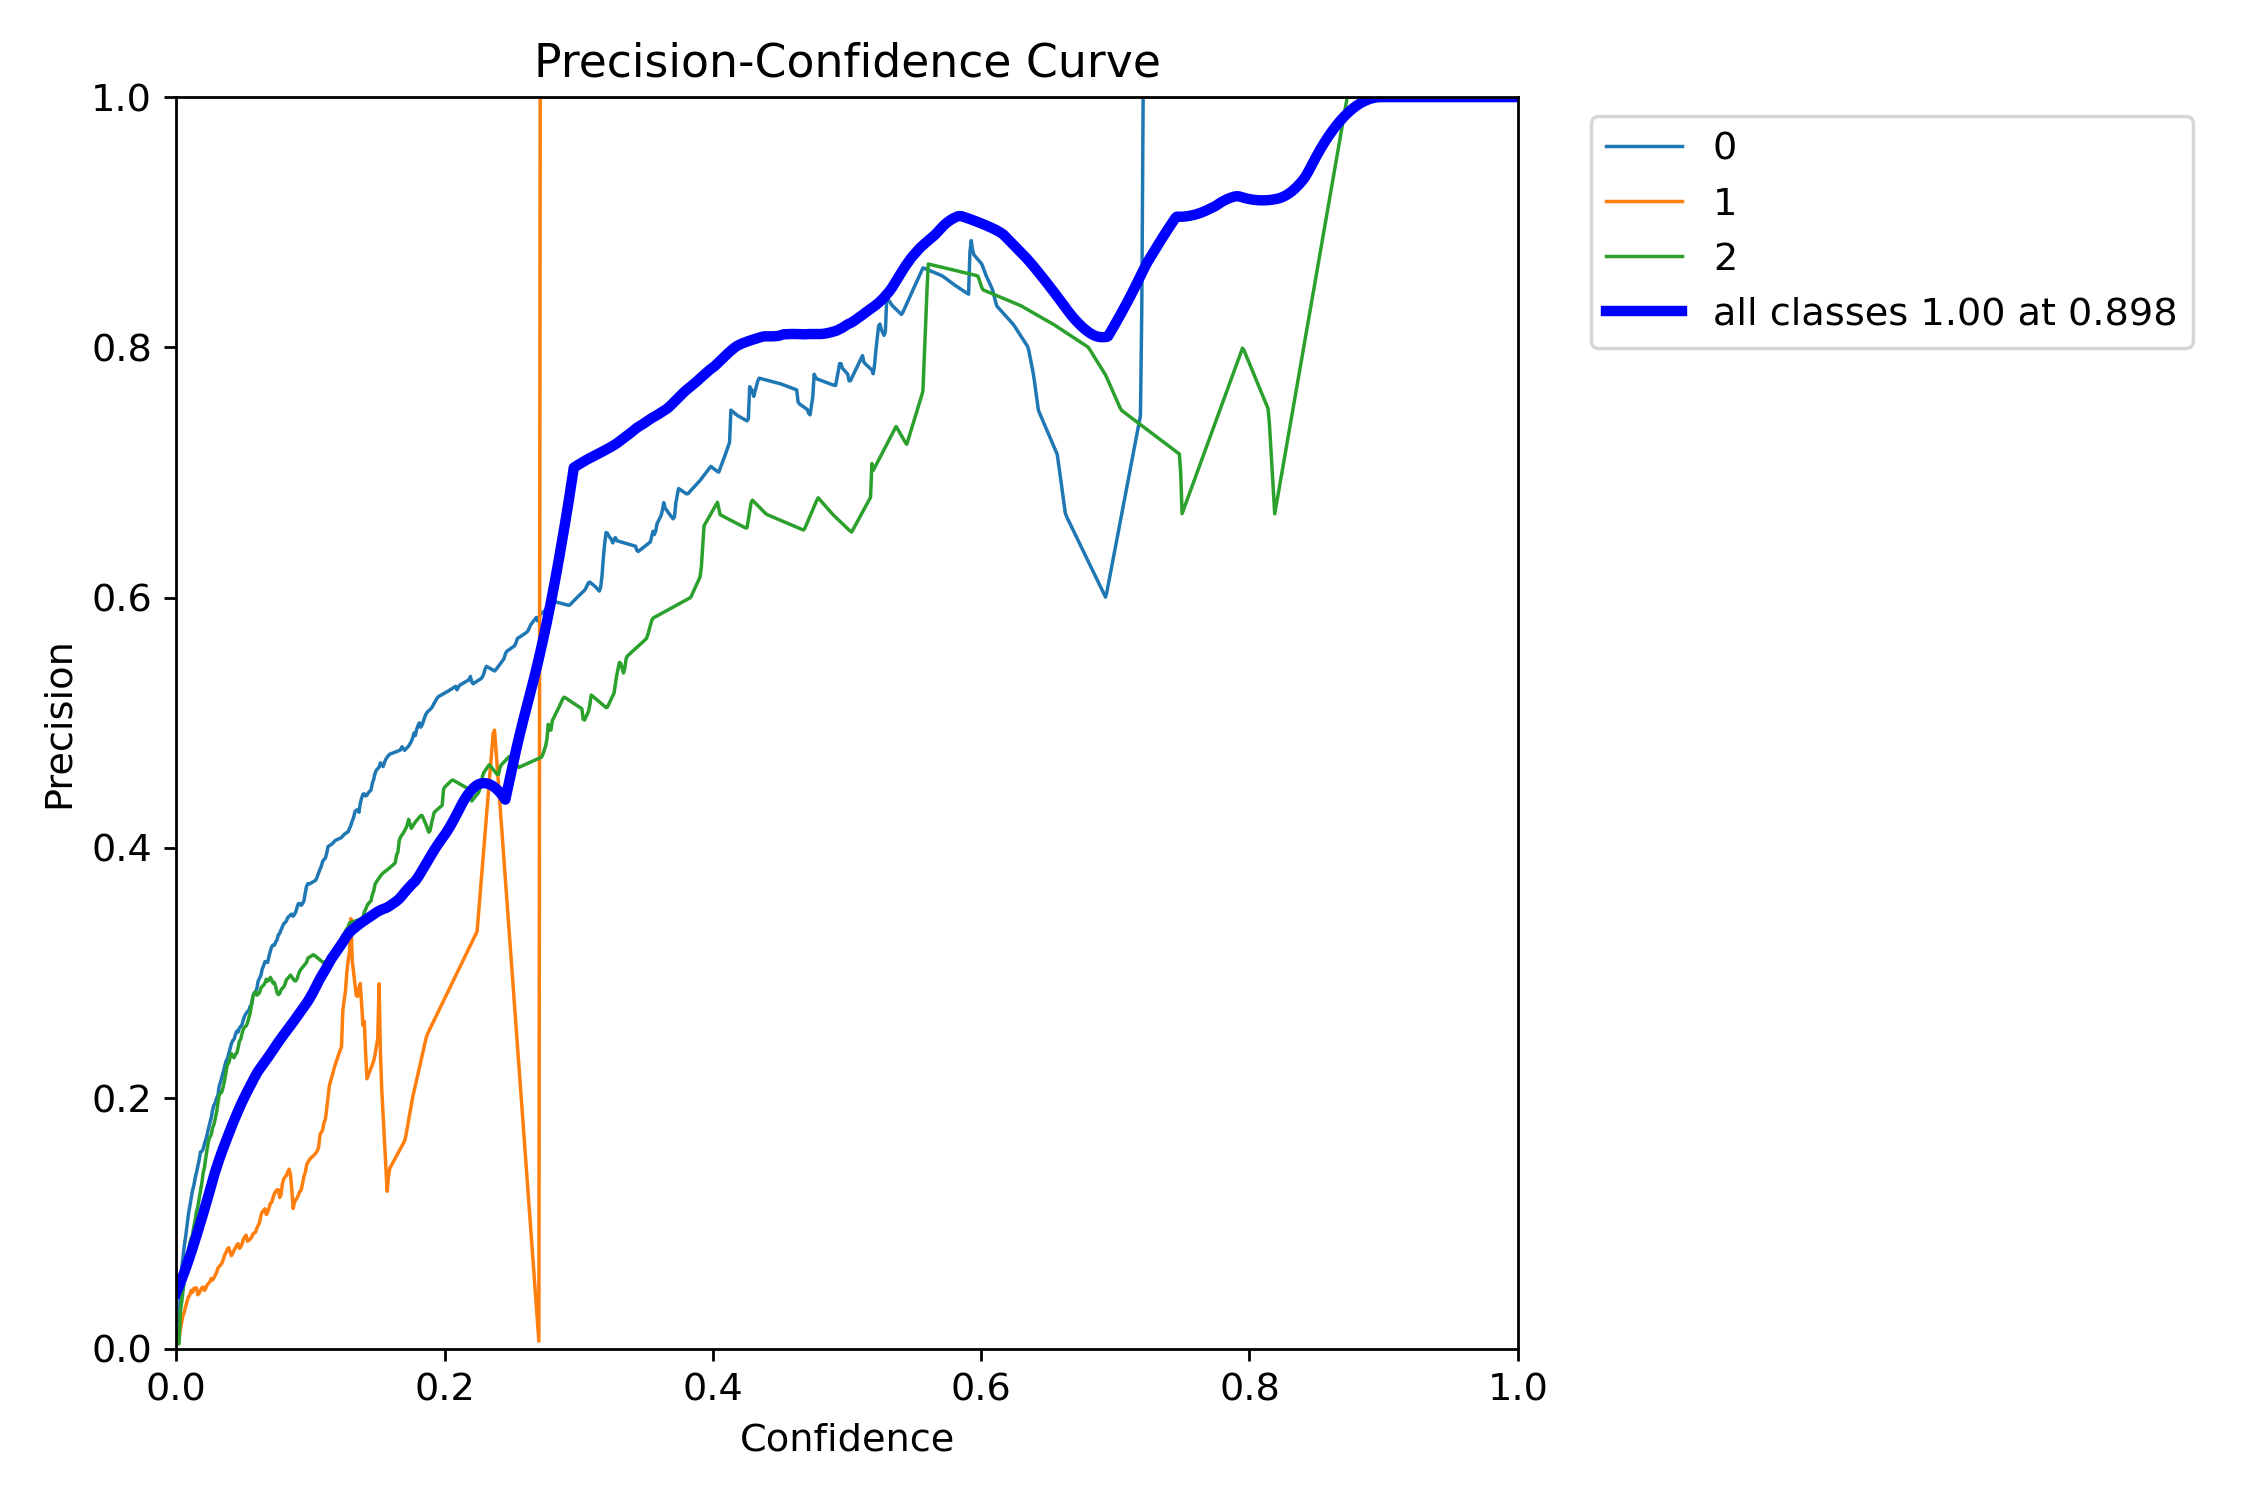 Precision-Confidence Curve
1.0
0.8
0.6
0.4
0.2
0.0
Precision
0.0 0.2 0.4 0.6 0.8 1.0
Confidence
0
1
2
all classes 1.00 at 0.898